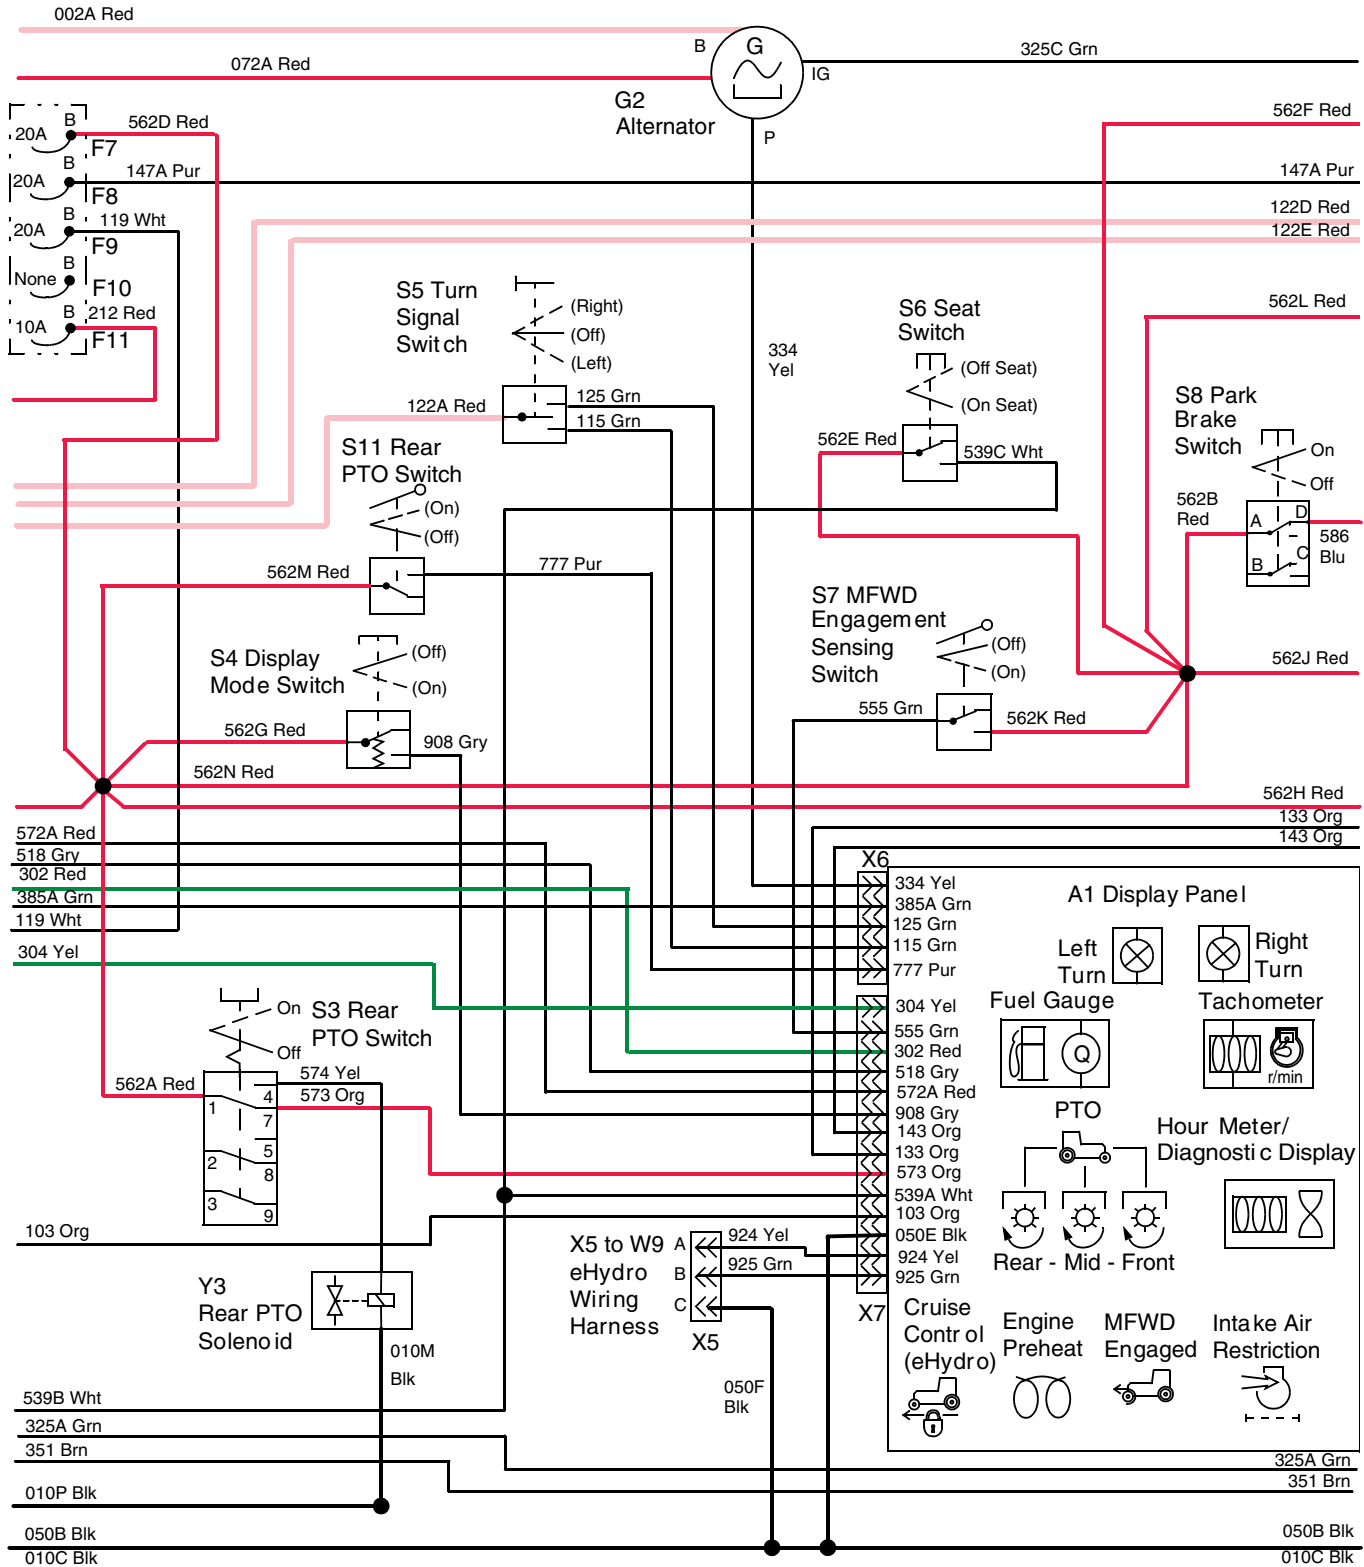 002A Red
072A Red
B
G
IG
325C Grn
G2
Alternator
P
562F Red
20A
B
562D Red
F7
20A
B
147A Pur
147A Pur
F8
20A
B
119 Wht
F9
122D Red
122E Red
None
B
F10
10A
B
212 Red
F11
S5 Turn
Signal
Switch
(Right)
(Off)
(Left)
122A Red
125 Grn
115 Grn
334
Yel
S6 Seat
Switch
(Off Seat)
(On Seat)
562E Red
539C Wht
562L Red
S8 Park
Brake
Switch
On
Off
562B
Red
A
D
B
C
586
Blu
S11 Rear
PTO Switch
(On)
(Off)
562M Red
777 Pur
S7 MFWD
Engagement
Sensing
Switch
(Off)
(On)
555 Grn
562K Red
562J Red
S4 Display
Mode Switch
(Off)
(On)
562G Red
908 Gry
562N Red
562H Red
133 Org
143 Org
572A Red
518 Gry
302 Red
385A Grn
119 Wht
304 Yel
X6
334 Yel
385A Grn
125 Grn
115 Grn
777 Pur
304 Yel
555 Grn
302 Red
518 Gry
572A Red
908 Gry
143 Org
133 Org
573 Org
539A Wht
103 Org
050E Blk
924 Yel
925 Grn
X7
A1 Display Panel
Left
Turn
Right
Turn
Fuel Gauge
Q
Tachometer
r/min
PTO
Rear - Mid - Front
Hour Meter/
Diagnostic Display
Cruise
Control
(eHydro)
Engine
Preheat
MFWD
Engaged
Intake Air
Restriction
On
Off
S3 Rear
PTO Switch
562A Red
1
4
7
2
5
8
3
9
574 Yel
573 Org
103 Org
X5 to W9
eHydro
Wiring
Harness
A
B
C
924 Yel
925 Grn
X5
Y3
Rear PTO
Solenoid
010M
Blk
050F
Blk
539B Wht
325A Grn
351 Brn
325A Grn
351 Brn
010P Blk
050B Blk
050B Blk
010C Blk
010C Blk